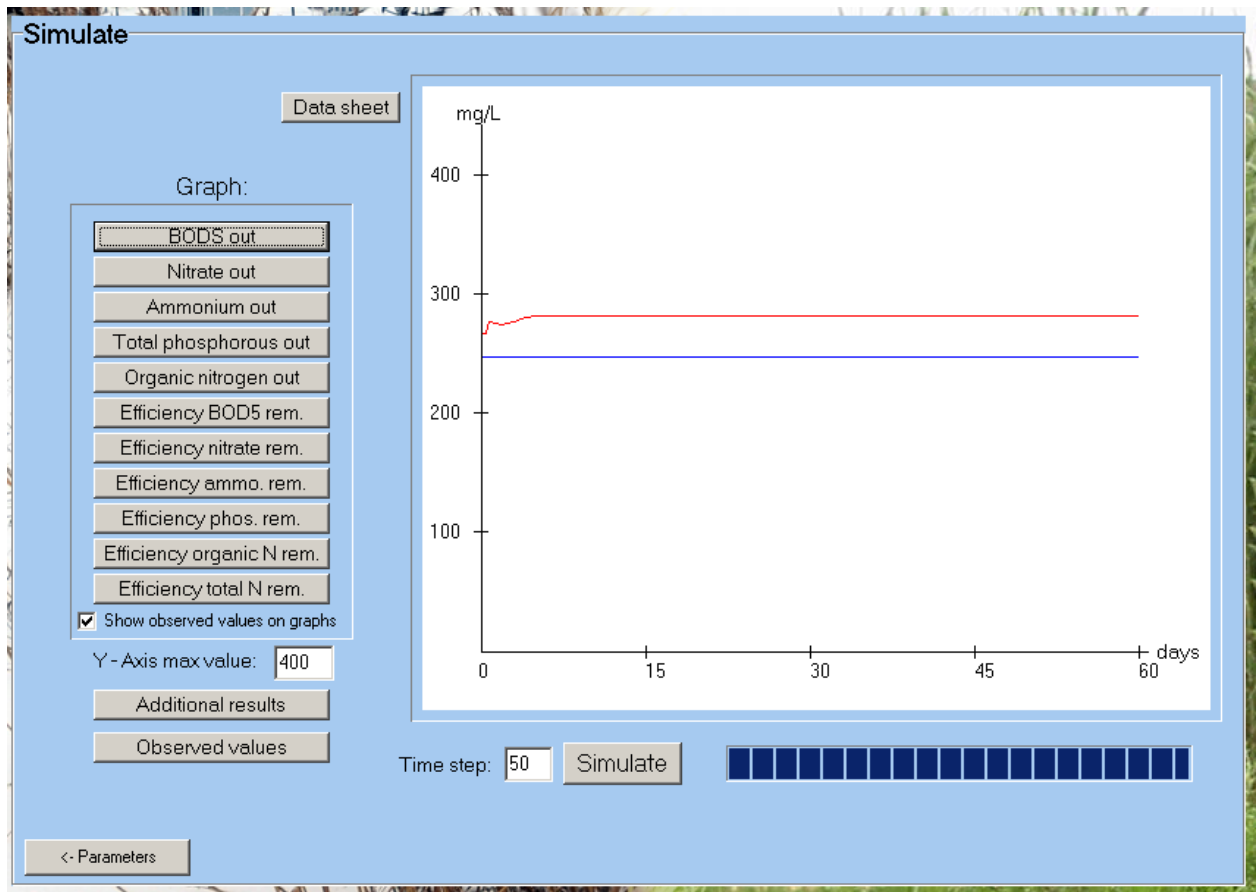 Simulate
Data sheet
Graph:
BODS out
Nitrate out
Ammonium out
Total phosphorous out
Organic nitrogen out
Efficiency BOD5 rem.
Efficiency nitrate rem.
Efficiency ammo. rem.
Efficiency phos. rem.
Efficiency organic N rem.
Efficiency total N rem.
Show observed values on graphs
Y - Axis max value: 400
Additional results
Observed values
mg/L
400
300
200
100
0 15 30 45 60
days
Time step: 50 Simulate
<- Parameters